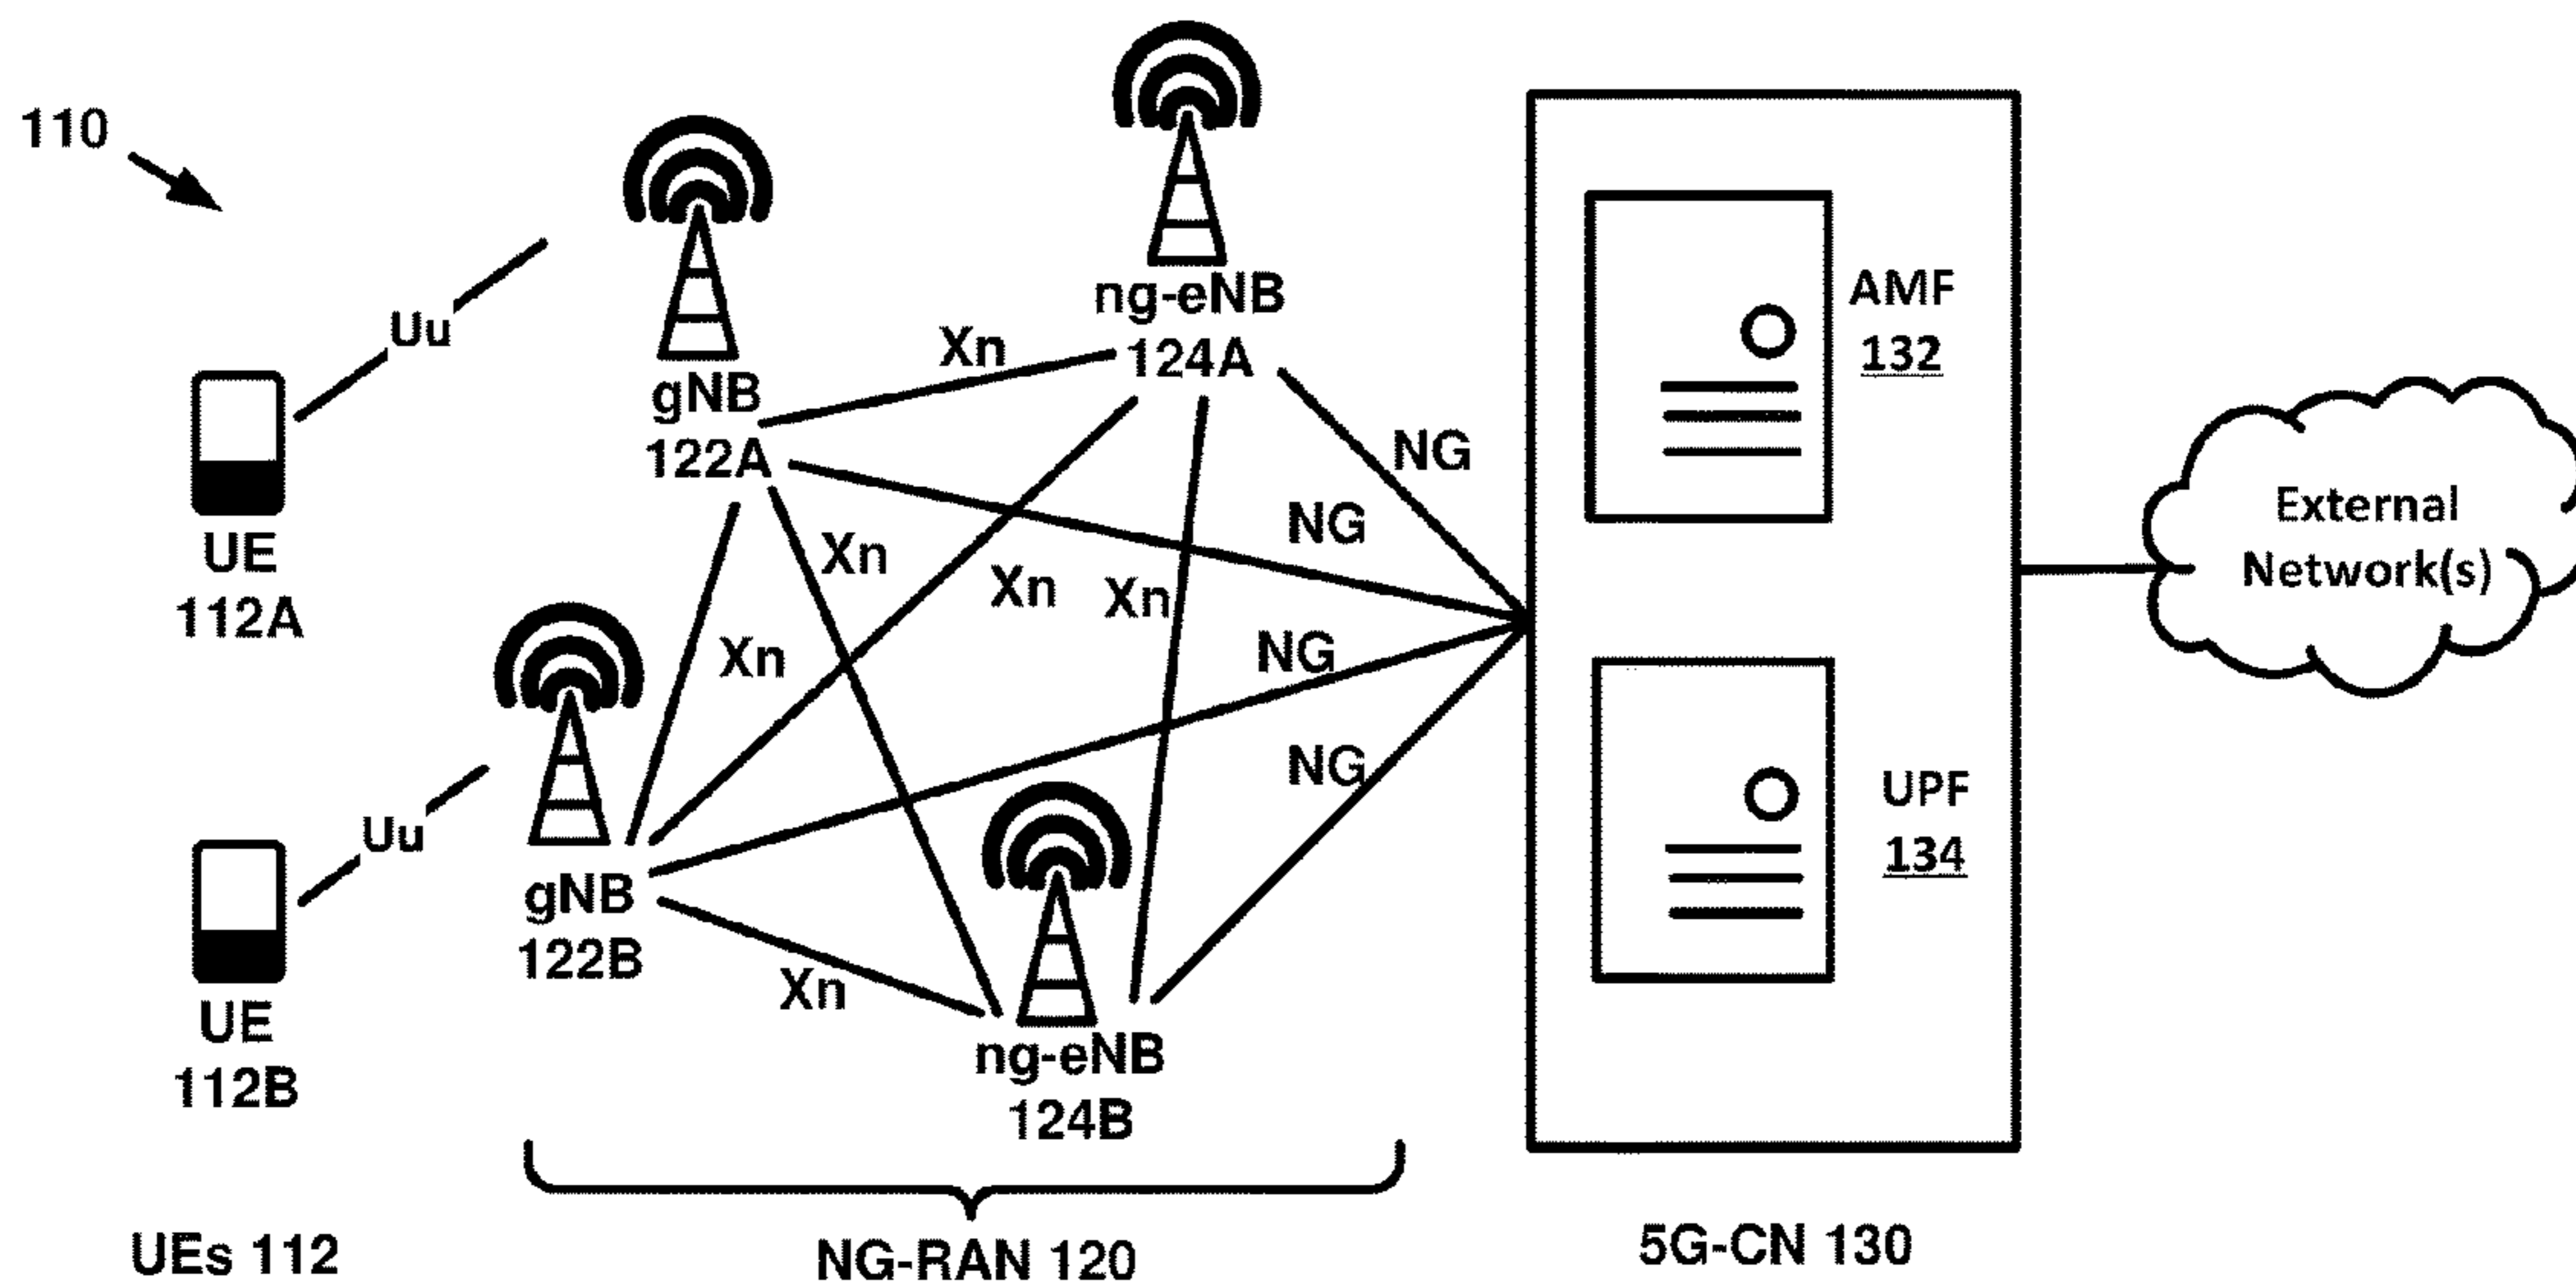 110
Uu
UE
112A
Uu
UE
112B
UEs 112
gNB
122A
ng-eNB
124A
gNB
122B
ng-eNB
124B
Xn
Xn
Xn
Xn
Xn
Xn
NG
NG
NG
NG
NG-RAN 120
AMF
132
UPF
134
5G-CN 130
External
Network(s)